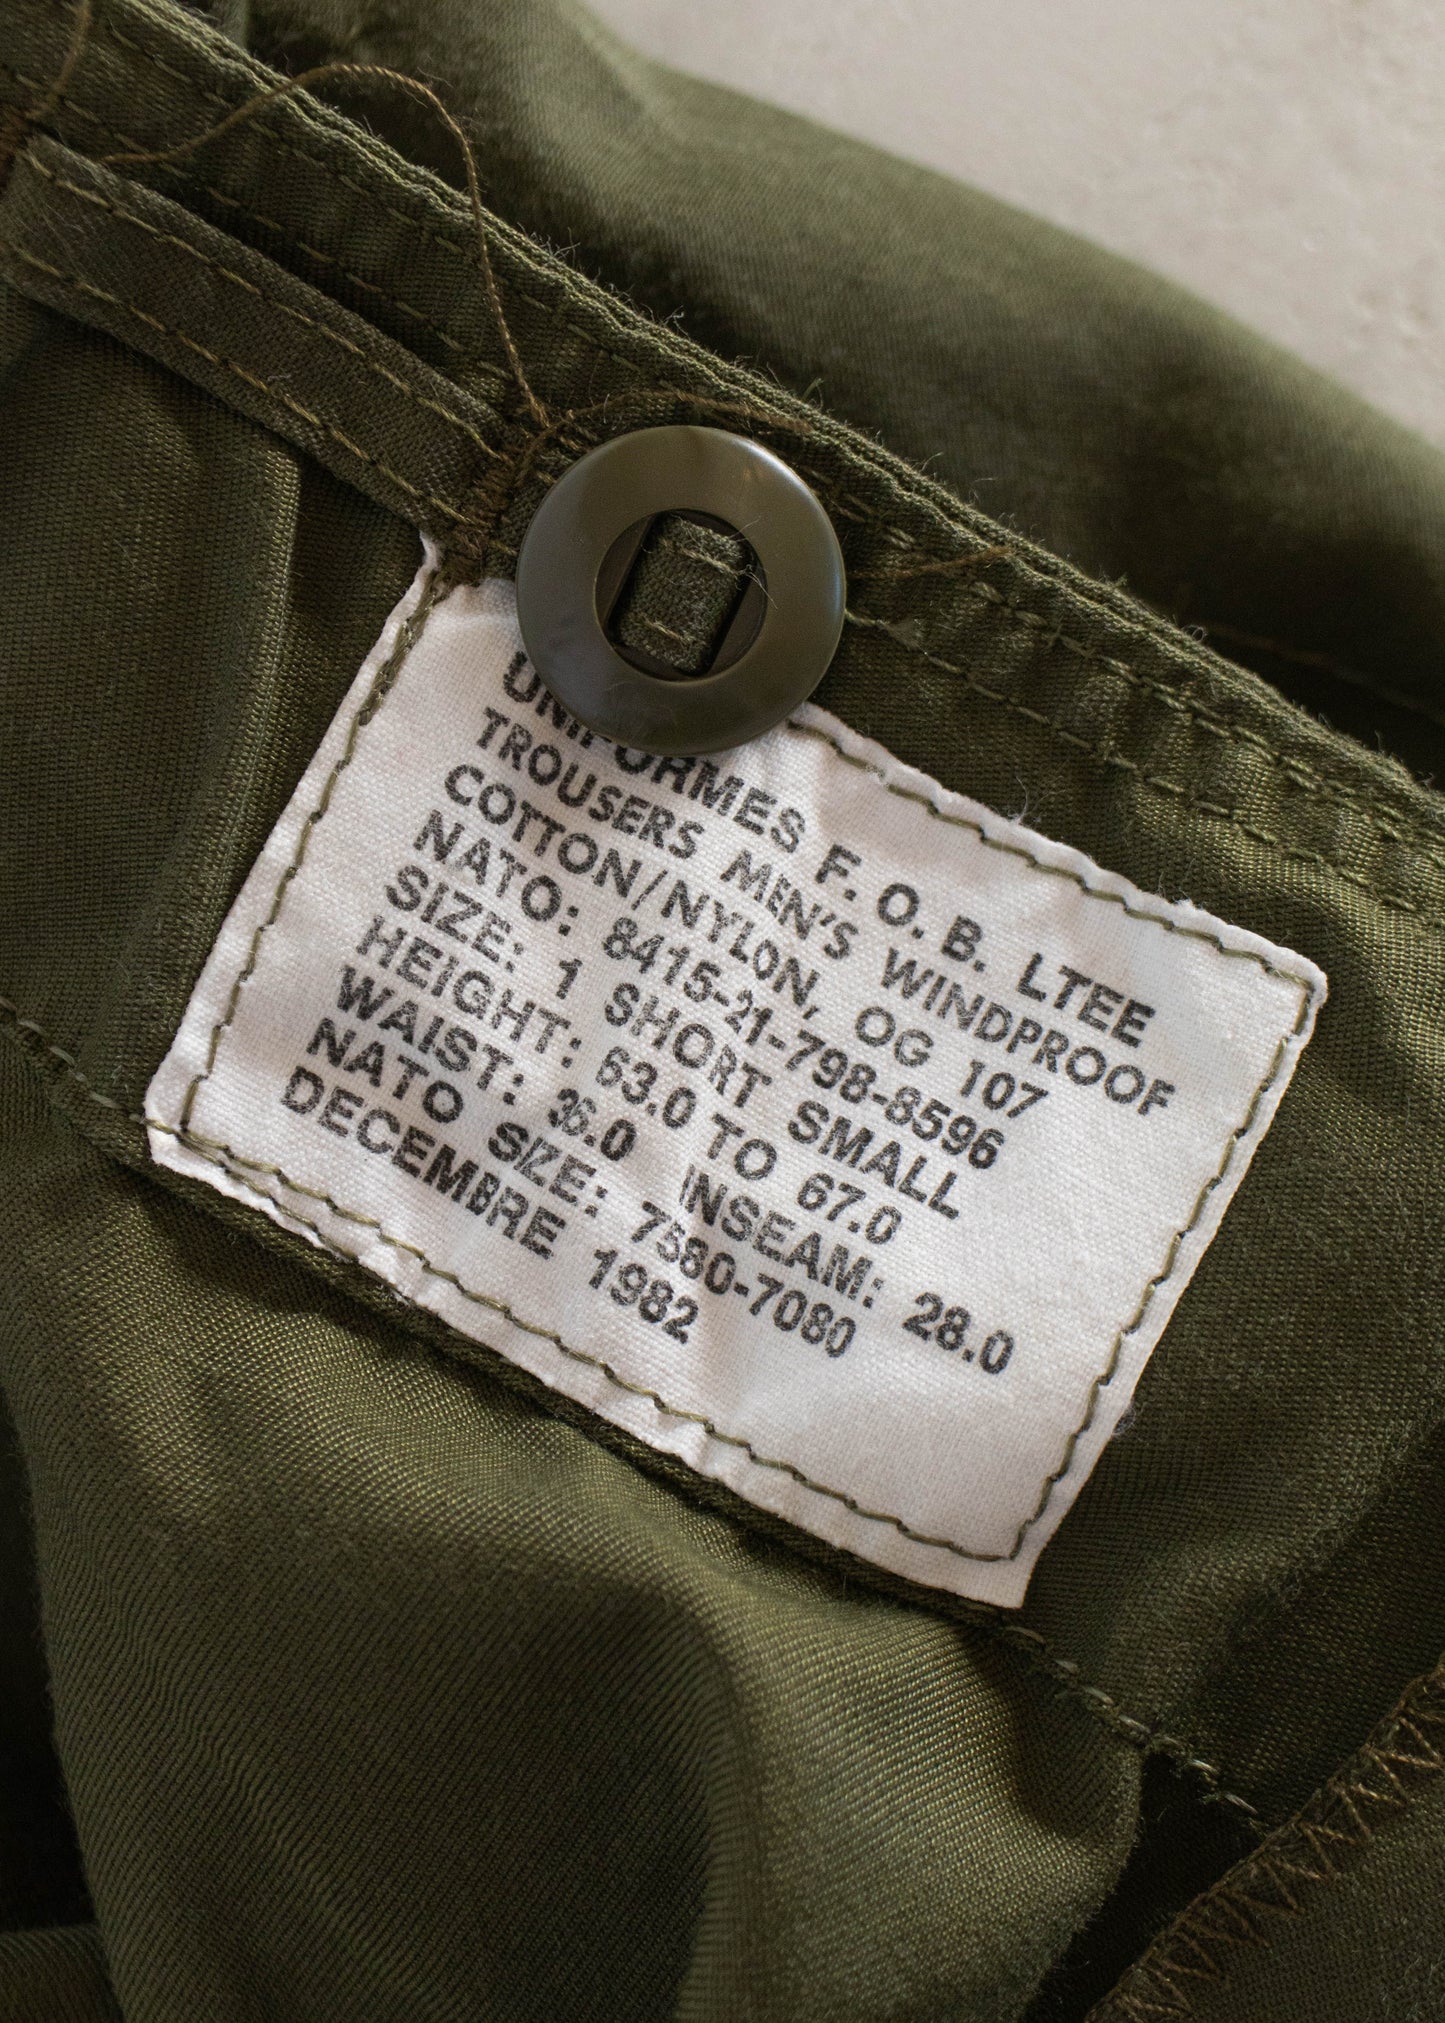 UNIFORMES F. O. B. LTEE
TROUSERS MEN'S WINDPROOF
COTTON/NYLON, OG 107
NATO: 8415-21-798-8596
SIZE: 1 SHORT SMALL
HEIGHT: 63.0 TO 67.0
WAIST: 36.0 INSEAM: 28.0
NATO SIZE: 7580-7080
DECEMBRE 1982